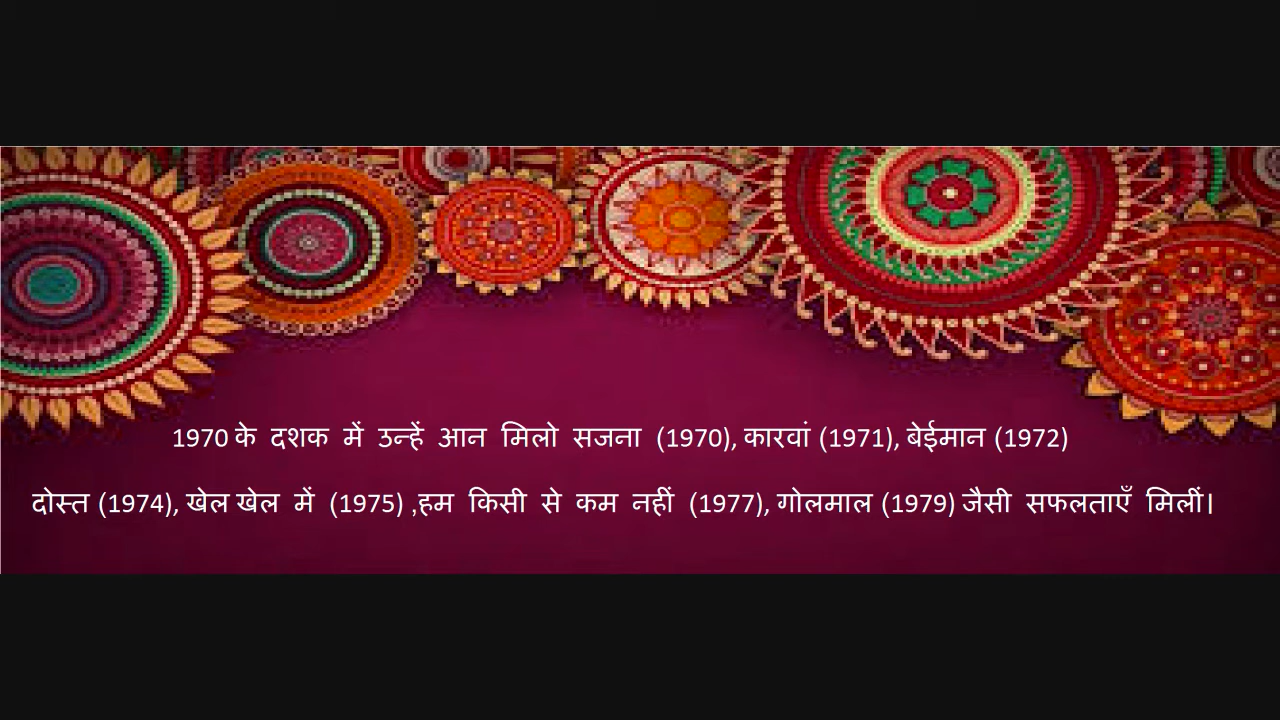 1970 के दशक में उन्हें आन मिलो सजना (1970), कारवां (1971), बेईमान (1972)
दोस्त (1974), खेल खेल में (1975) ,हम किसी से कम नहीं (1977), गोलमाल (1979) जैसी सफलताएँ मिलीं।